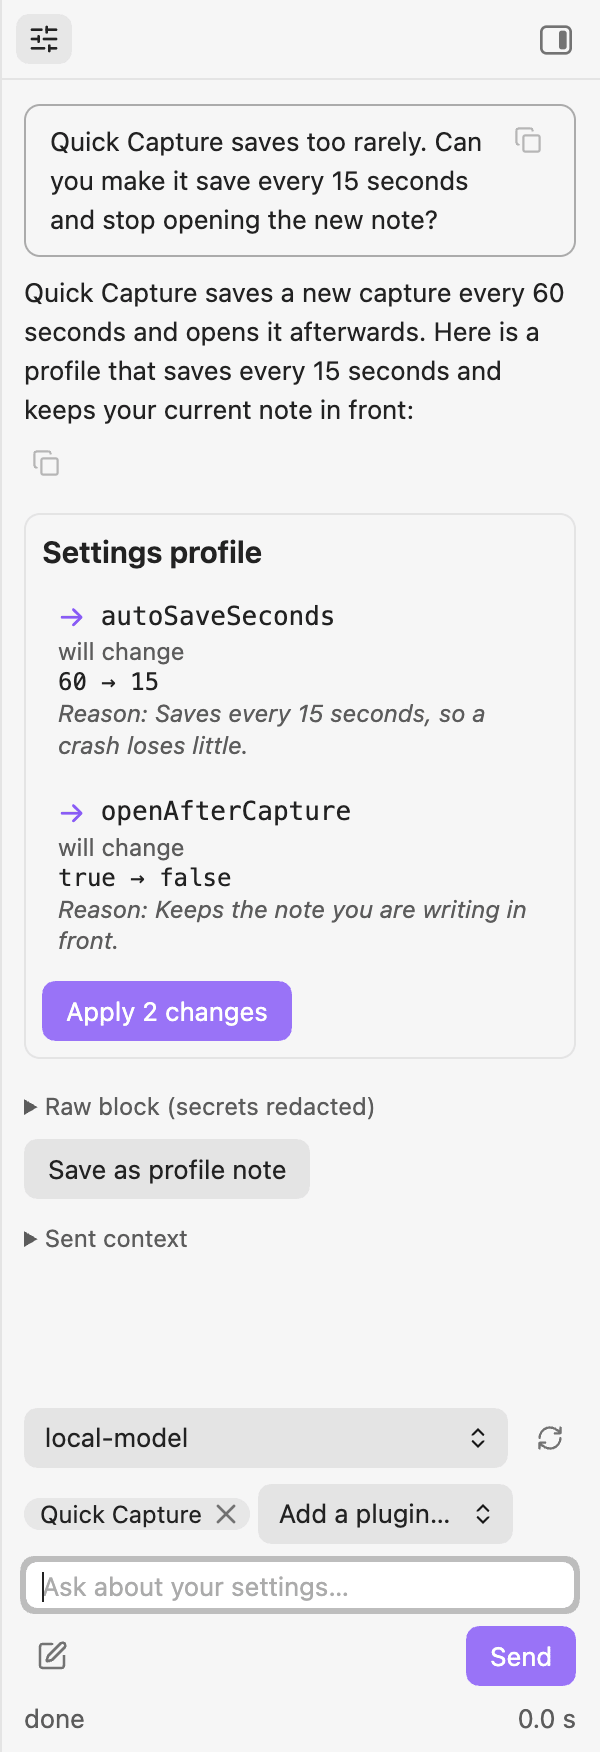 Quick Capture saves too rarely. Can
you make it save every 15 seconds
and stop opening the new note?
Quick Capture saves a new capture every 60
seconds and opens it afterwards. Here is a
profile that saves every 15 seconds and
keeps your current note in front:
Settings profile
→ autoSaveSeconds
will change
60 → 15
Reason: Saves every 15 seconds, so a
crash loses little.
→ openAfterCapture
will change
true → false
Reason: Keeps the note you are writing in
front.
Apply 2 changes
Raw block (secrets redacted)
Save as profile note
Sent context
local-model
Quick Capture
Add a plugin...
Ask about your settings...
Send
done
0.0 s